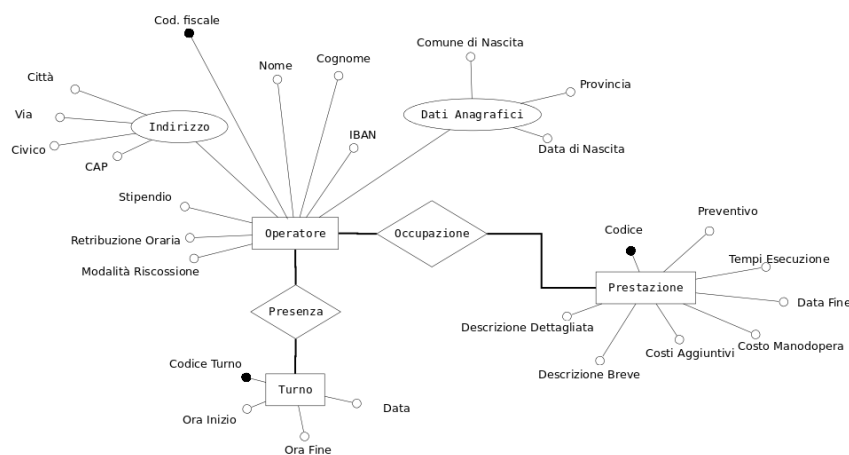 Cod. fiscale
Comune di Nascita
Nome
Cognome
Città
Provincia
Via
Indirizzo
Dati Anagrafici
IBAN
Civico
CAP
Data di Nascita
Stipendio
Preventivo
Codice
Retribuzione Oraria
Operatore
Occupazione
Tempi Esecuzione
Modalità Riscossione
Prestazione
Data Fine
Presenza
Descrizione Dettagliata
Costo Manodopera
Costi Aggiuntivi
Codice Turno
Descrizione Breve
Turno
Data
Ora Inizio
Ora Fine